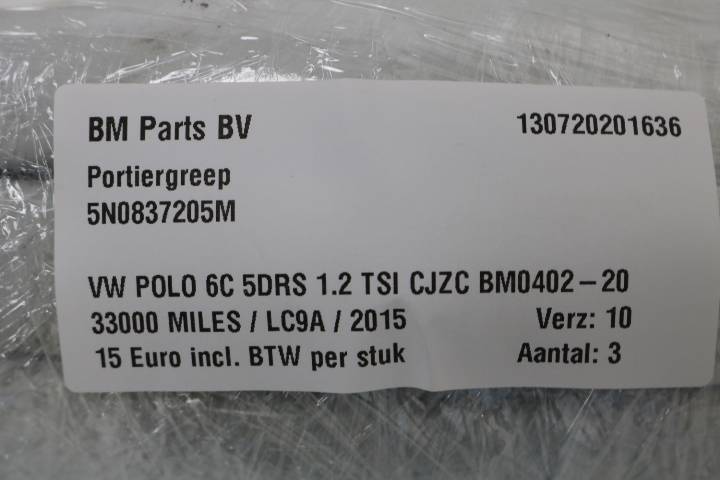 BM Parts BV 130720201636
Portiergreep
5N0837205M
VW POLO 6C 5DRS 1.2 TSI CJZC BM0402-20
33000 MILES / LC9A / 2015 Verz: 10
15 Euro incl. BTW per stuk Aantal: 3